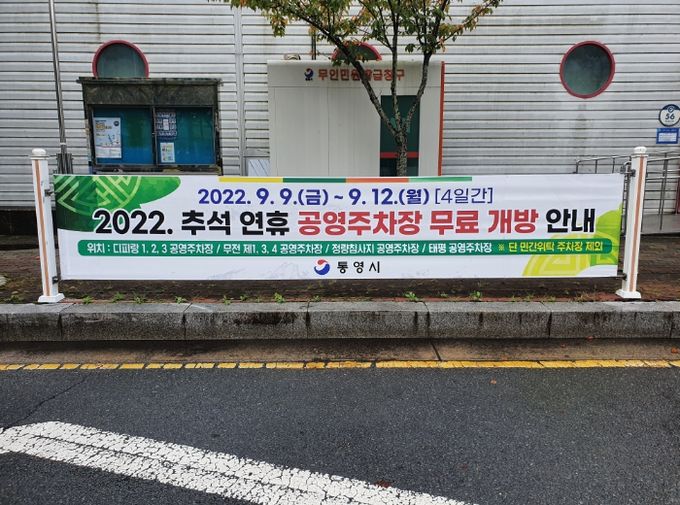 무인민원발급창구
56
2022. 9. 9.(금) ~ 9. 12.(월) [4일간]
2022. 추석 연휴 공영주차장 무료 개방 안내
위치 : 디피랑 1. 2. 3 공영주차장 / 무전 제1. 3. 4 공영주차장 / 정량침사지 공영주차장 / 태평 공영주차장 ※ 단 민간위탁 주차장 제외
통영시